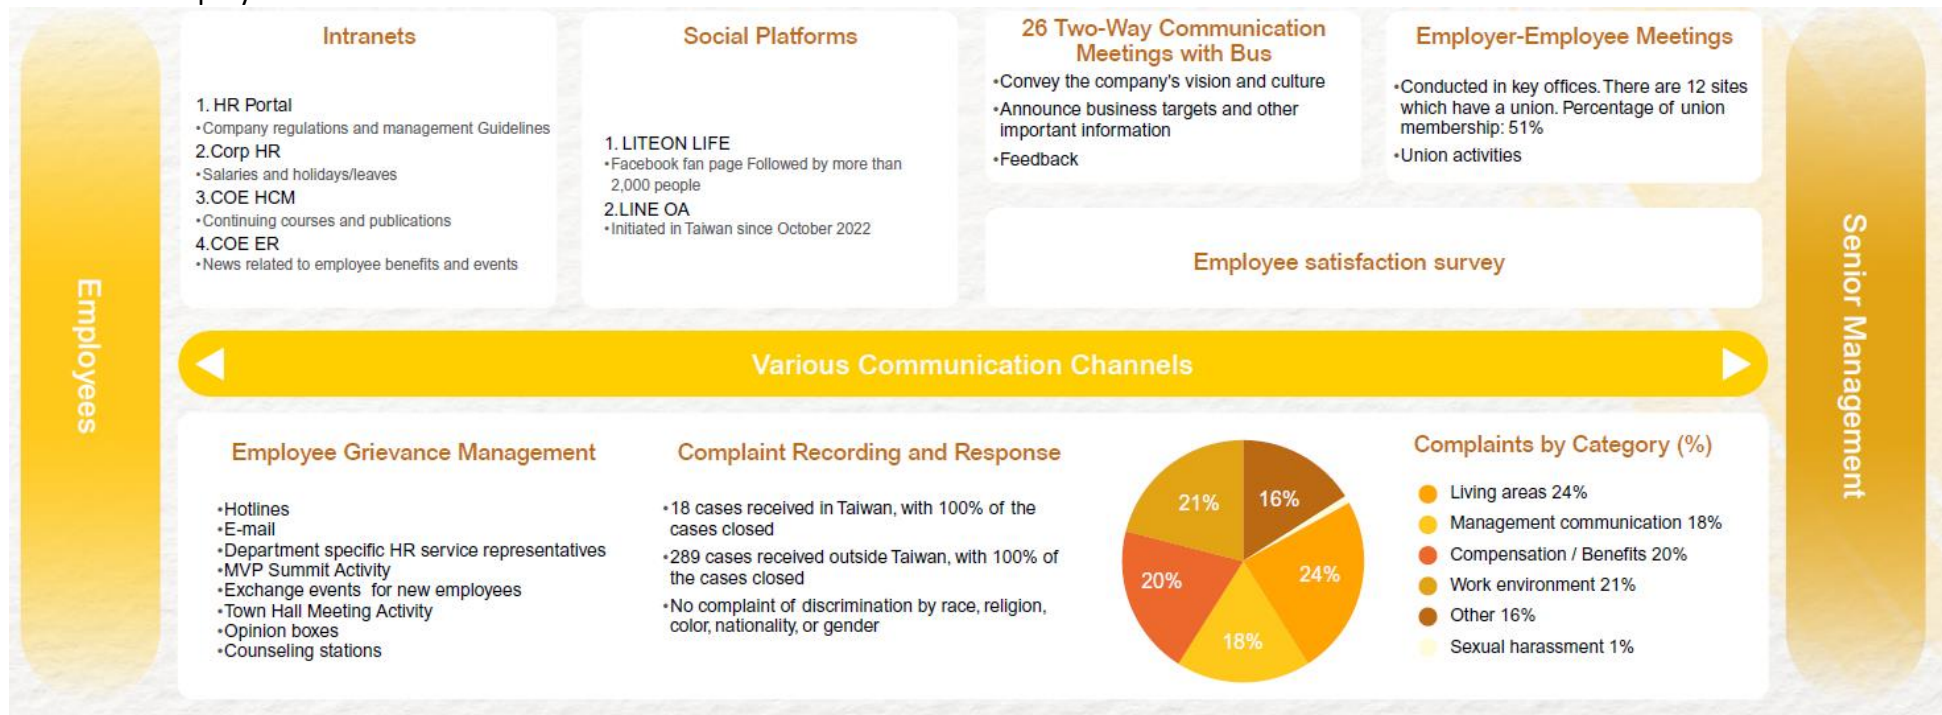 Employees
Intranets
1. HR Portal
•Company regulations and management Guidelines
2.Corp HR
•Salaries and holidays/leaves
3.COE HCM
•Continuing courses and publications
4.COE ER
•News related to employee benefits and events
Social Platforms
1. LITEON LIFE
•Facebook fan page Followed by more than
2,000 people
2.LINE OA
•Initiated in Taiwan since October 2022
26 Two-Way Communication
Meetings with Bus
•Convey the company's vision and culture
•Announce business targets and other
important information
•Feedback
Employer-Employee Meetings
•Conducted in key offices. There are 12 sites
which have a union. Percentage of union
membership: 51%
•Union activities
Employee satisfaction survey
Various Communication Channels
Employee Grievance Management
•Hotlines
•E-mail
•Department specific HR service representatives
•MVP Summit Activity
•Exchange events for new employees
•Town Hall Meeting Activity
•Opinion boxes
•Counseling stations
Complaint Recording and Response
•18 cases received in Taiwan, with 100% of the
cases closed
•289 cases received outside Taiwan, with 100% of
the cases closed
•No complaint of discrimination by race, religion,
color, nationality, or gender
21%
16%
20%
24%
18%
Complaints by Category (%)
Living areas 24%
Management communication 18%
Compensation / Benefits 20%
Work environment 21%
Other 16%
Sexual harassment 1%
Senior Management